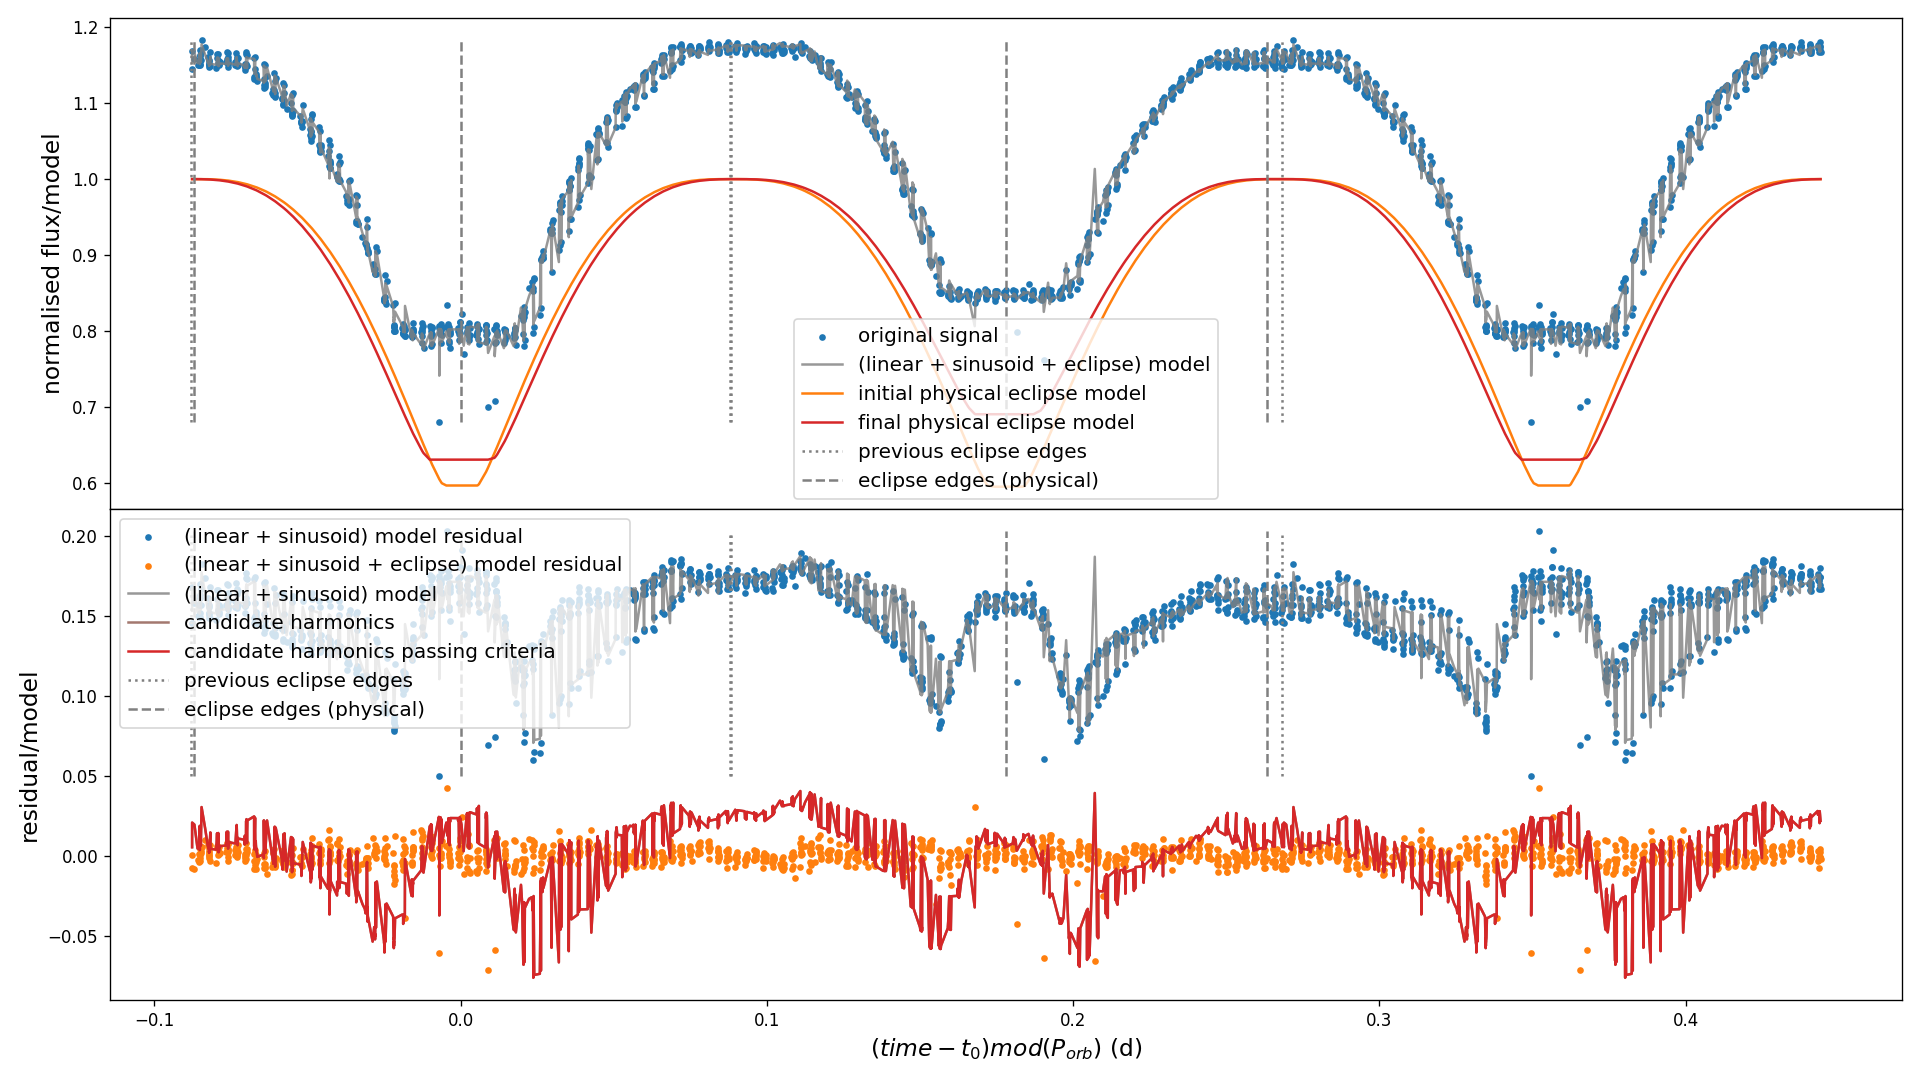 1.2
1.1
1.0
0.9
0.8
0.7
0.6
normalised flux/model
original signal
(linear + sinusoid + eclipse) model
initial physical eclipse model
final physical eclipse model
previous eclipse edges
eclipse edges (physical)
0.20
0.15
0.10
0.05
0.00
−0.05
residual/model
(linear + sinusoid) model residual
(linear + sinusoid + eclipse) model residual
(linear + sinusoid) model
candidate harmonics
candidate harmonics passing criteria
previous eclipse edges
eclipse edges (physical)
−0.1 0.0 0.1 0.2 0.3 0.4
(time − t₀)mod(P_orb) (d)